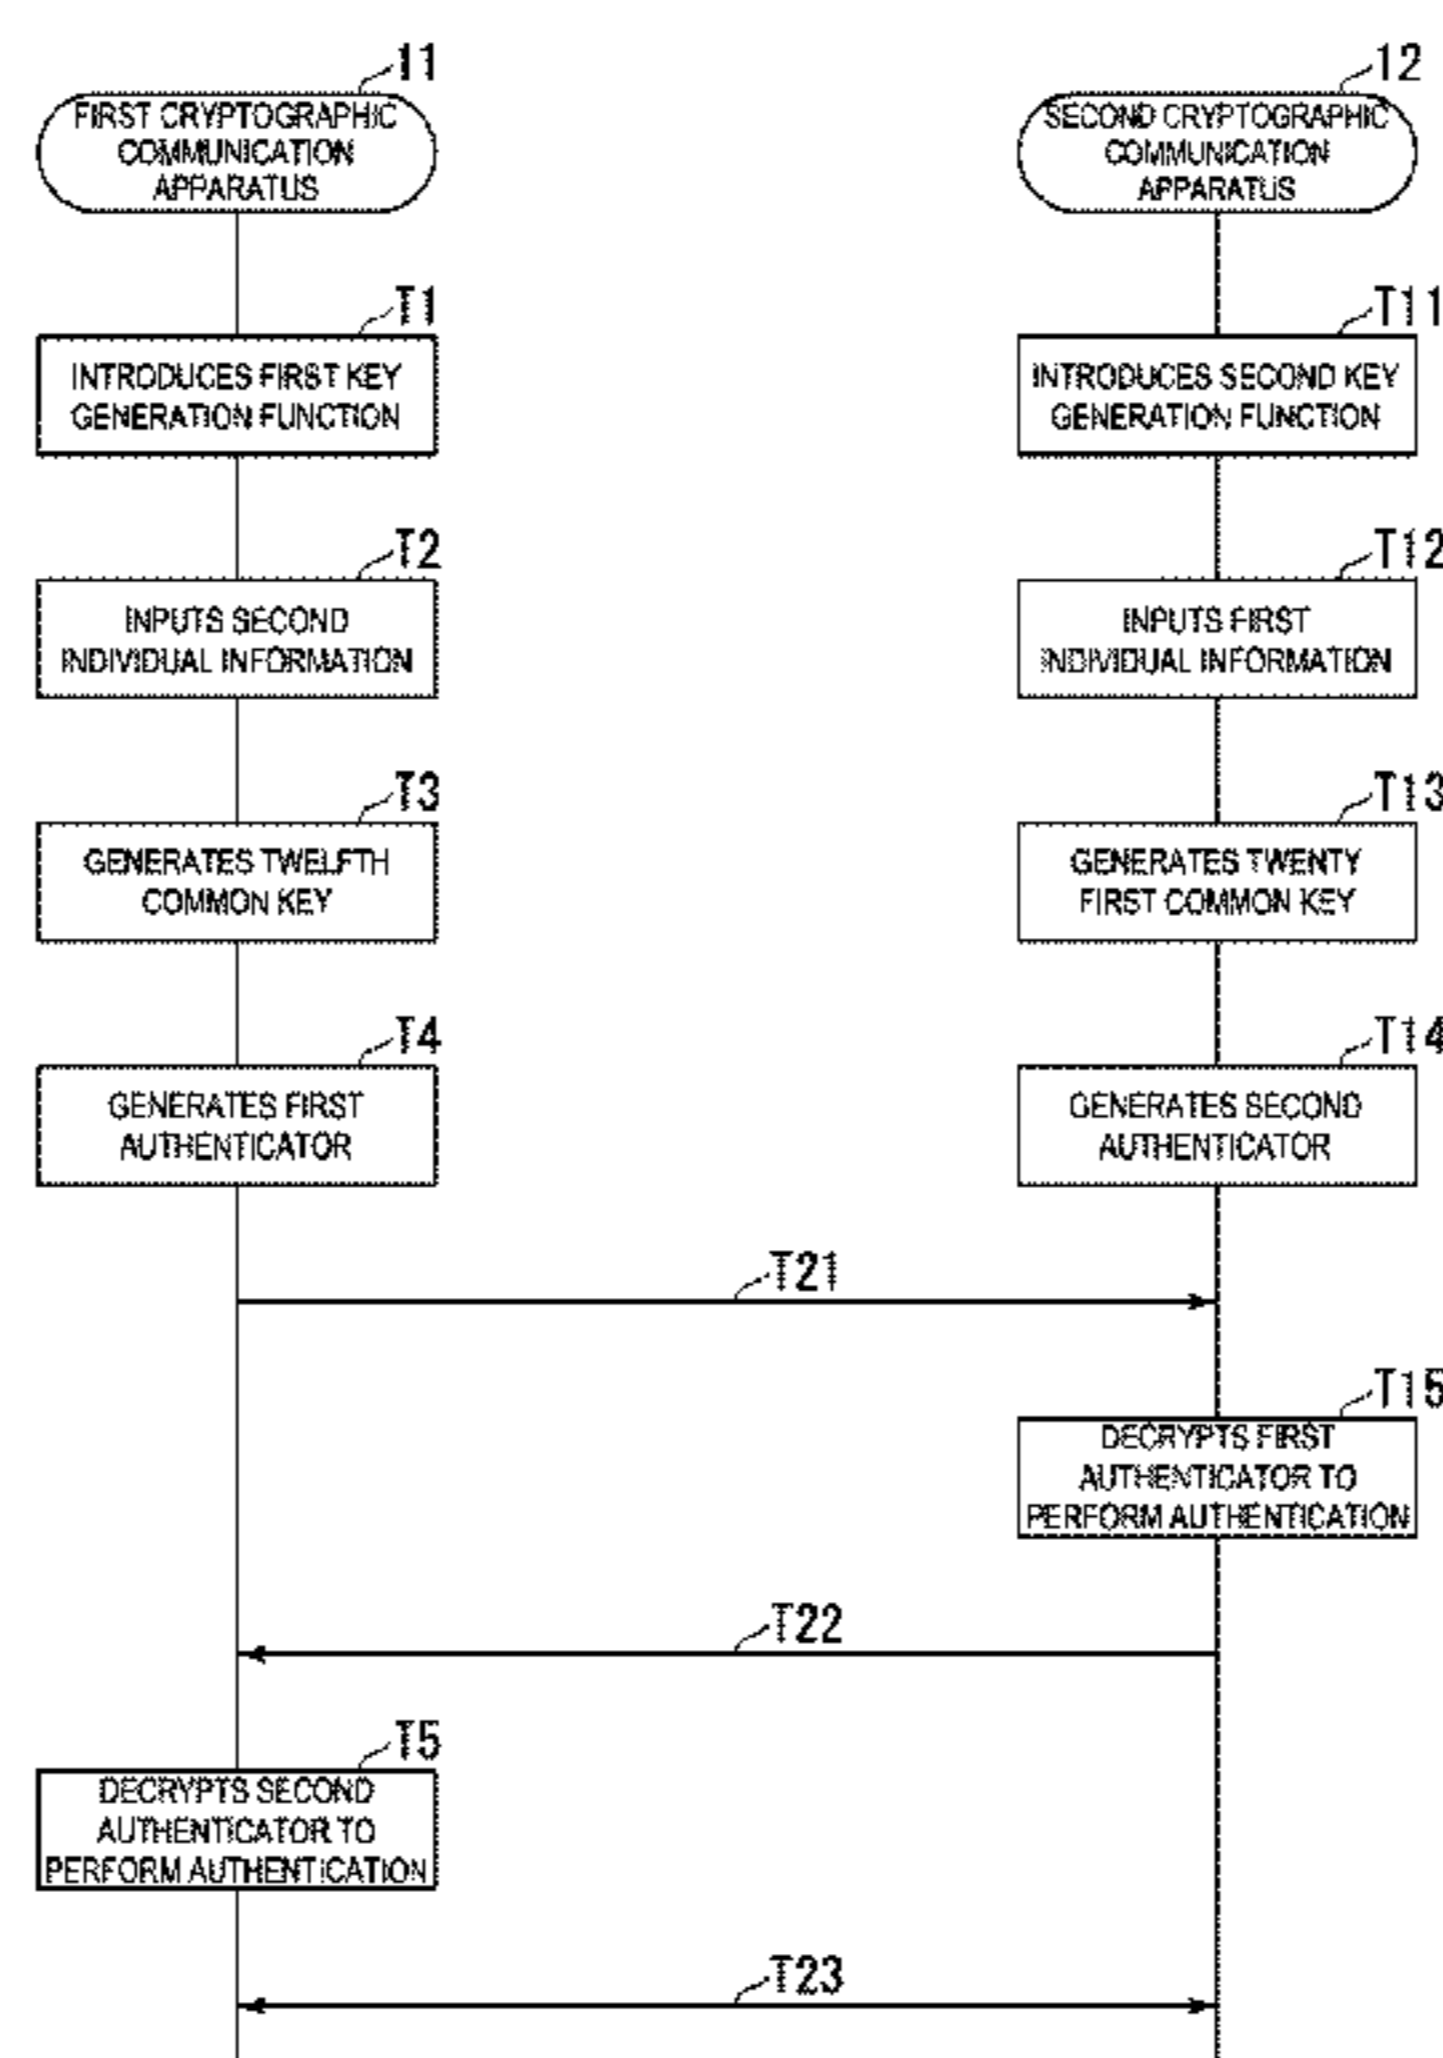 11
FIRST CRYPTOGRAPHIC
COMMUNICATION
APPARATUS
12
SECOND CRYPTOGRAPHIC
COMMUNICATION
APPARATUS
T1
INTRODUCES FIRST KEY
GENERATION FUNCTION
T11
INTRODUCES SECOND KEY
GENERATION FUNCTION
T2
INPUTS SECOND
INDIVIDUAL INFORMATION
T12
INPUTS FIRST
INDIVIDUAL INFORMATION
T3
GENERATES TWELFTH
COMMON KEY
T13
GENERATES TWENTY
FIRST COMMON KEY
T4
GENERATES FIRST
AUTHENTICATOR
T14
GENERATES SECOND
AUTHENTICATOR
T21
T15
DECRYPTS FIRST
AUTHENTICATOR TO
PERFORM AUTHENTICATION
T22
T5
DECRYPTS SECOND
AUTHENTICATOR TO
PERFORM AUTHENTICATION
T23